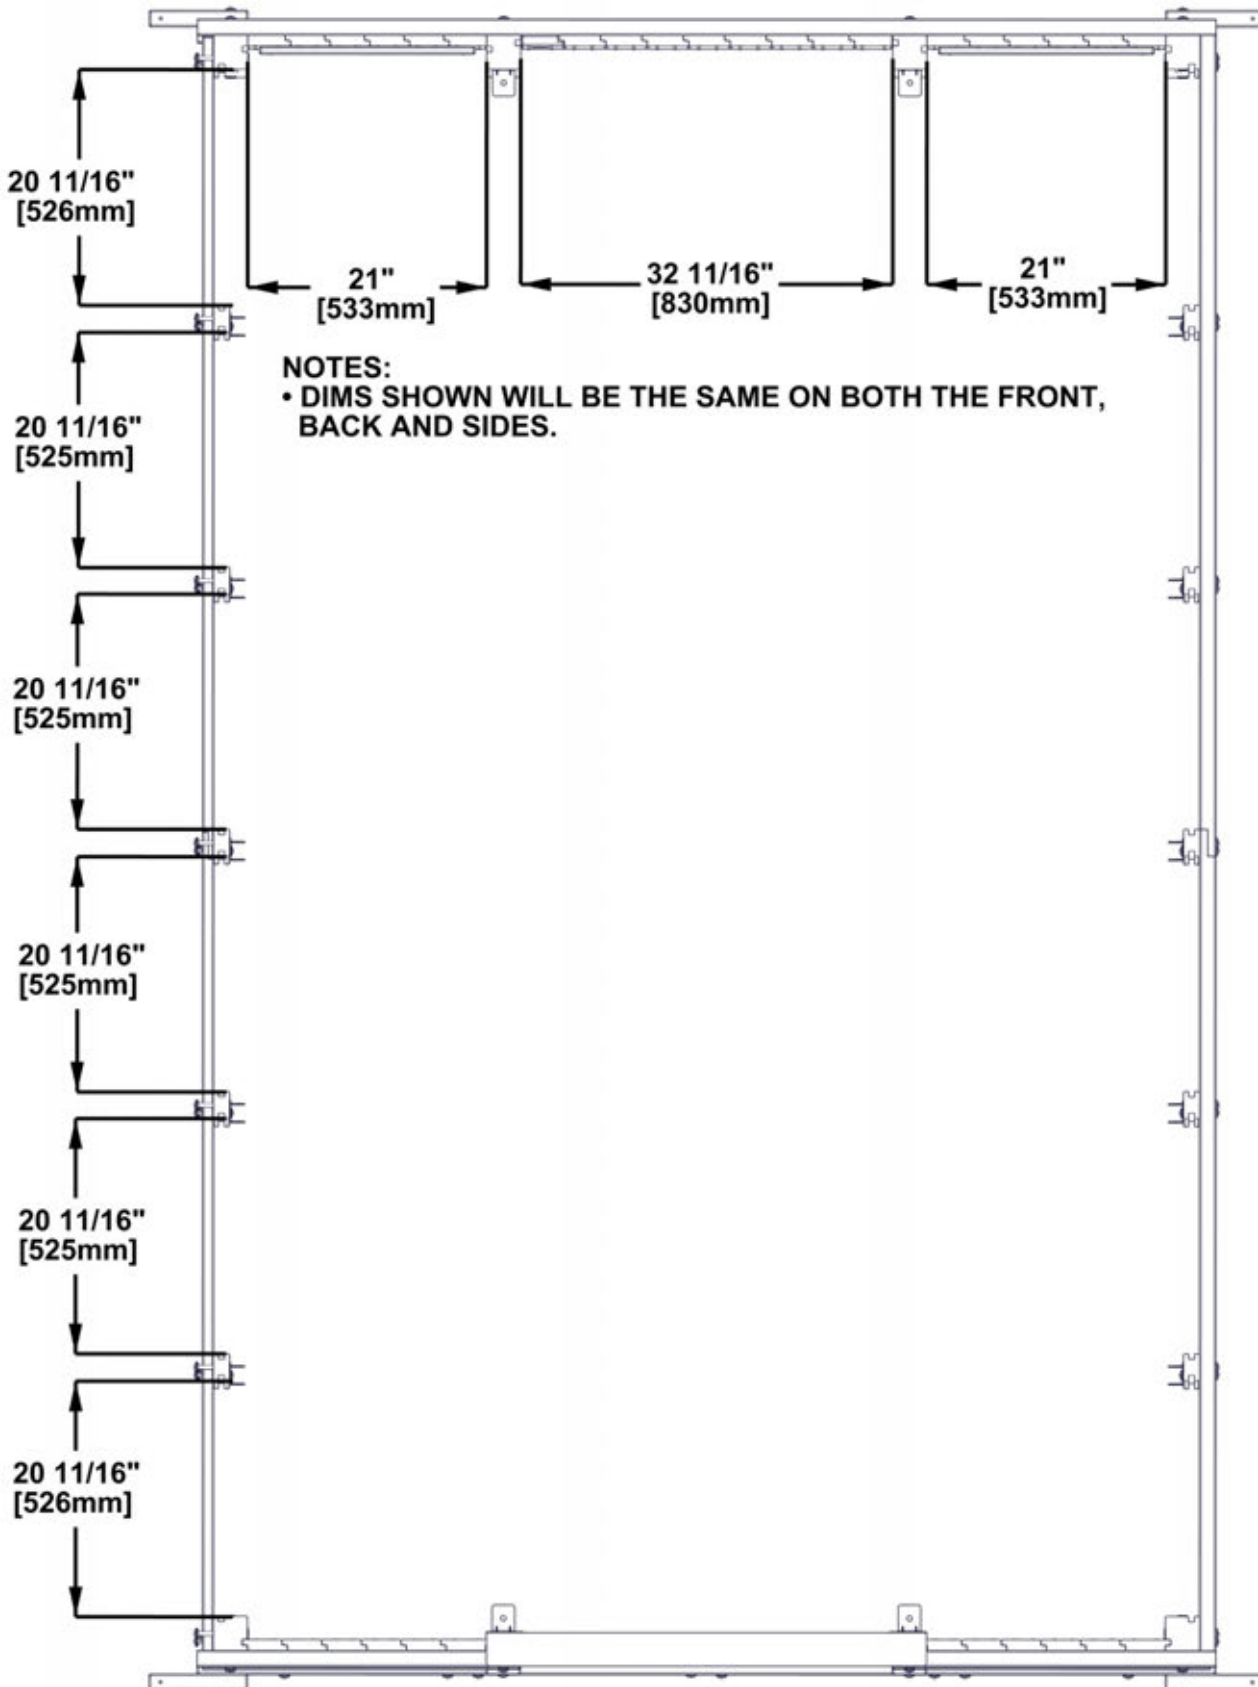 20 11/16"
[526mm]
21"
[533mm]
32 11/16"
[830mm]
21"
[533mm]
NOTES:
• DIMS SHOWN WILL BE THE SAME ON BOTH THE FRONT,
BACK AND SIDES.
20 11/16"
[525mm]
20 11/16"
[525mm]
20 11/16"
[525mm]
20 11/16"
[525mm]
20 11/16"
[526mm]